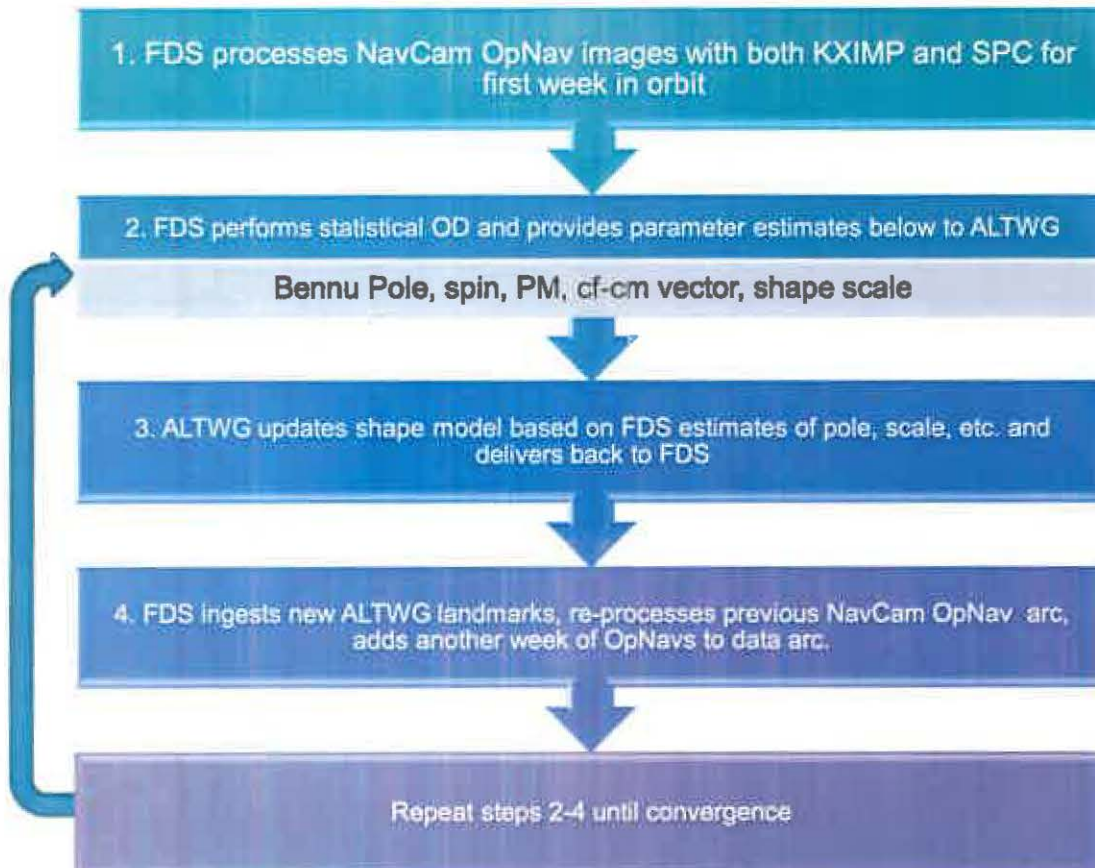 1. FDS processes NavCam OpNav images with both KXIMP and SPC for
first week in orbit
2. FDS performs statistical OD and provides parameter estimates below to ALTWG
Bennu Pole, spin, PM, cf-cm vector, shape scale
3. ALTWG updates shape model based on FDS estimates of pole, scale, etc. and
delivers back to FDS
4. FDS ingests new ALTWG landmarks, re-processes previous NavCam OpNav arc,
adds another week of OpNavs to data arc.
Repeat steps 2-4 until convergence